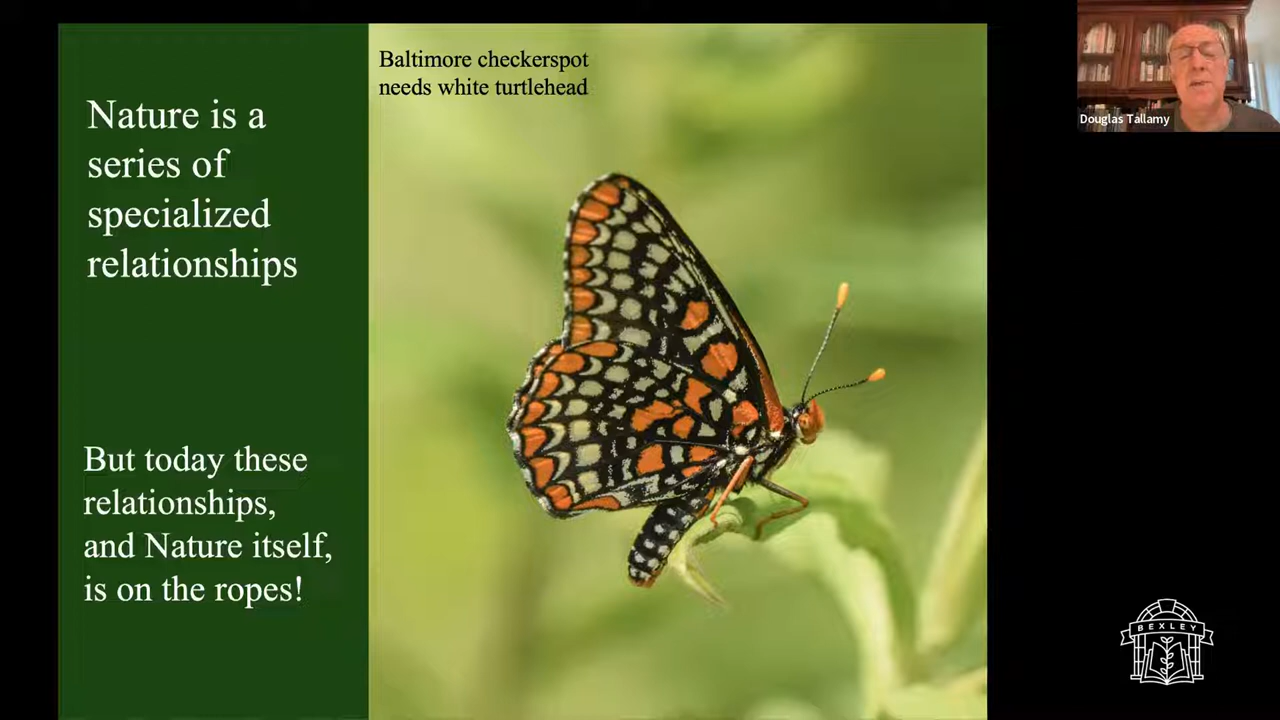 Nature is a
series of
specialized
relationships
But today these
relationships,
and Nature itself,
is on the ropes!
Baltimore checkerspot
needs white turtlehead
Douglas Tallamy
BEXLEY